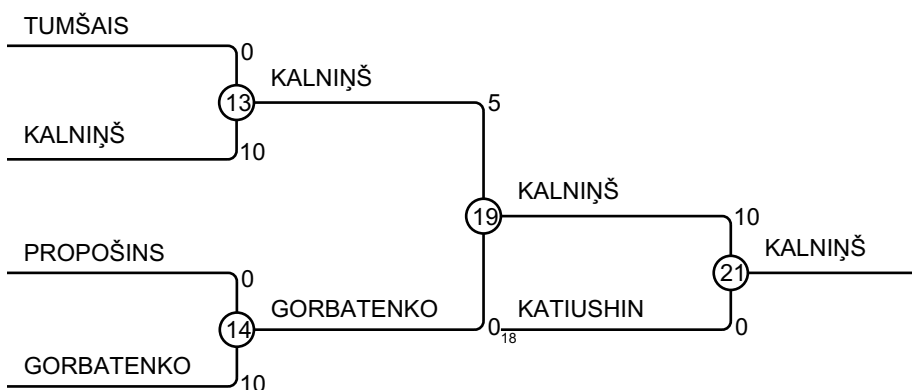 TUMŠAIS
0
KALNIŅŠ
13
5
KALNIŅŠ
10
KALNIŅŠ
19
10
KALNIŅŠ
PROPOŠINS
21
0
GORBATENKO
0
18
KATIUSHIN
0
14
GORBATENKO
10